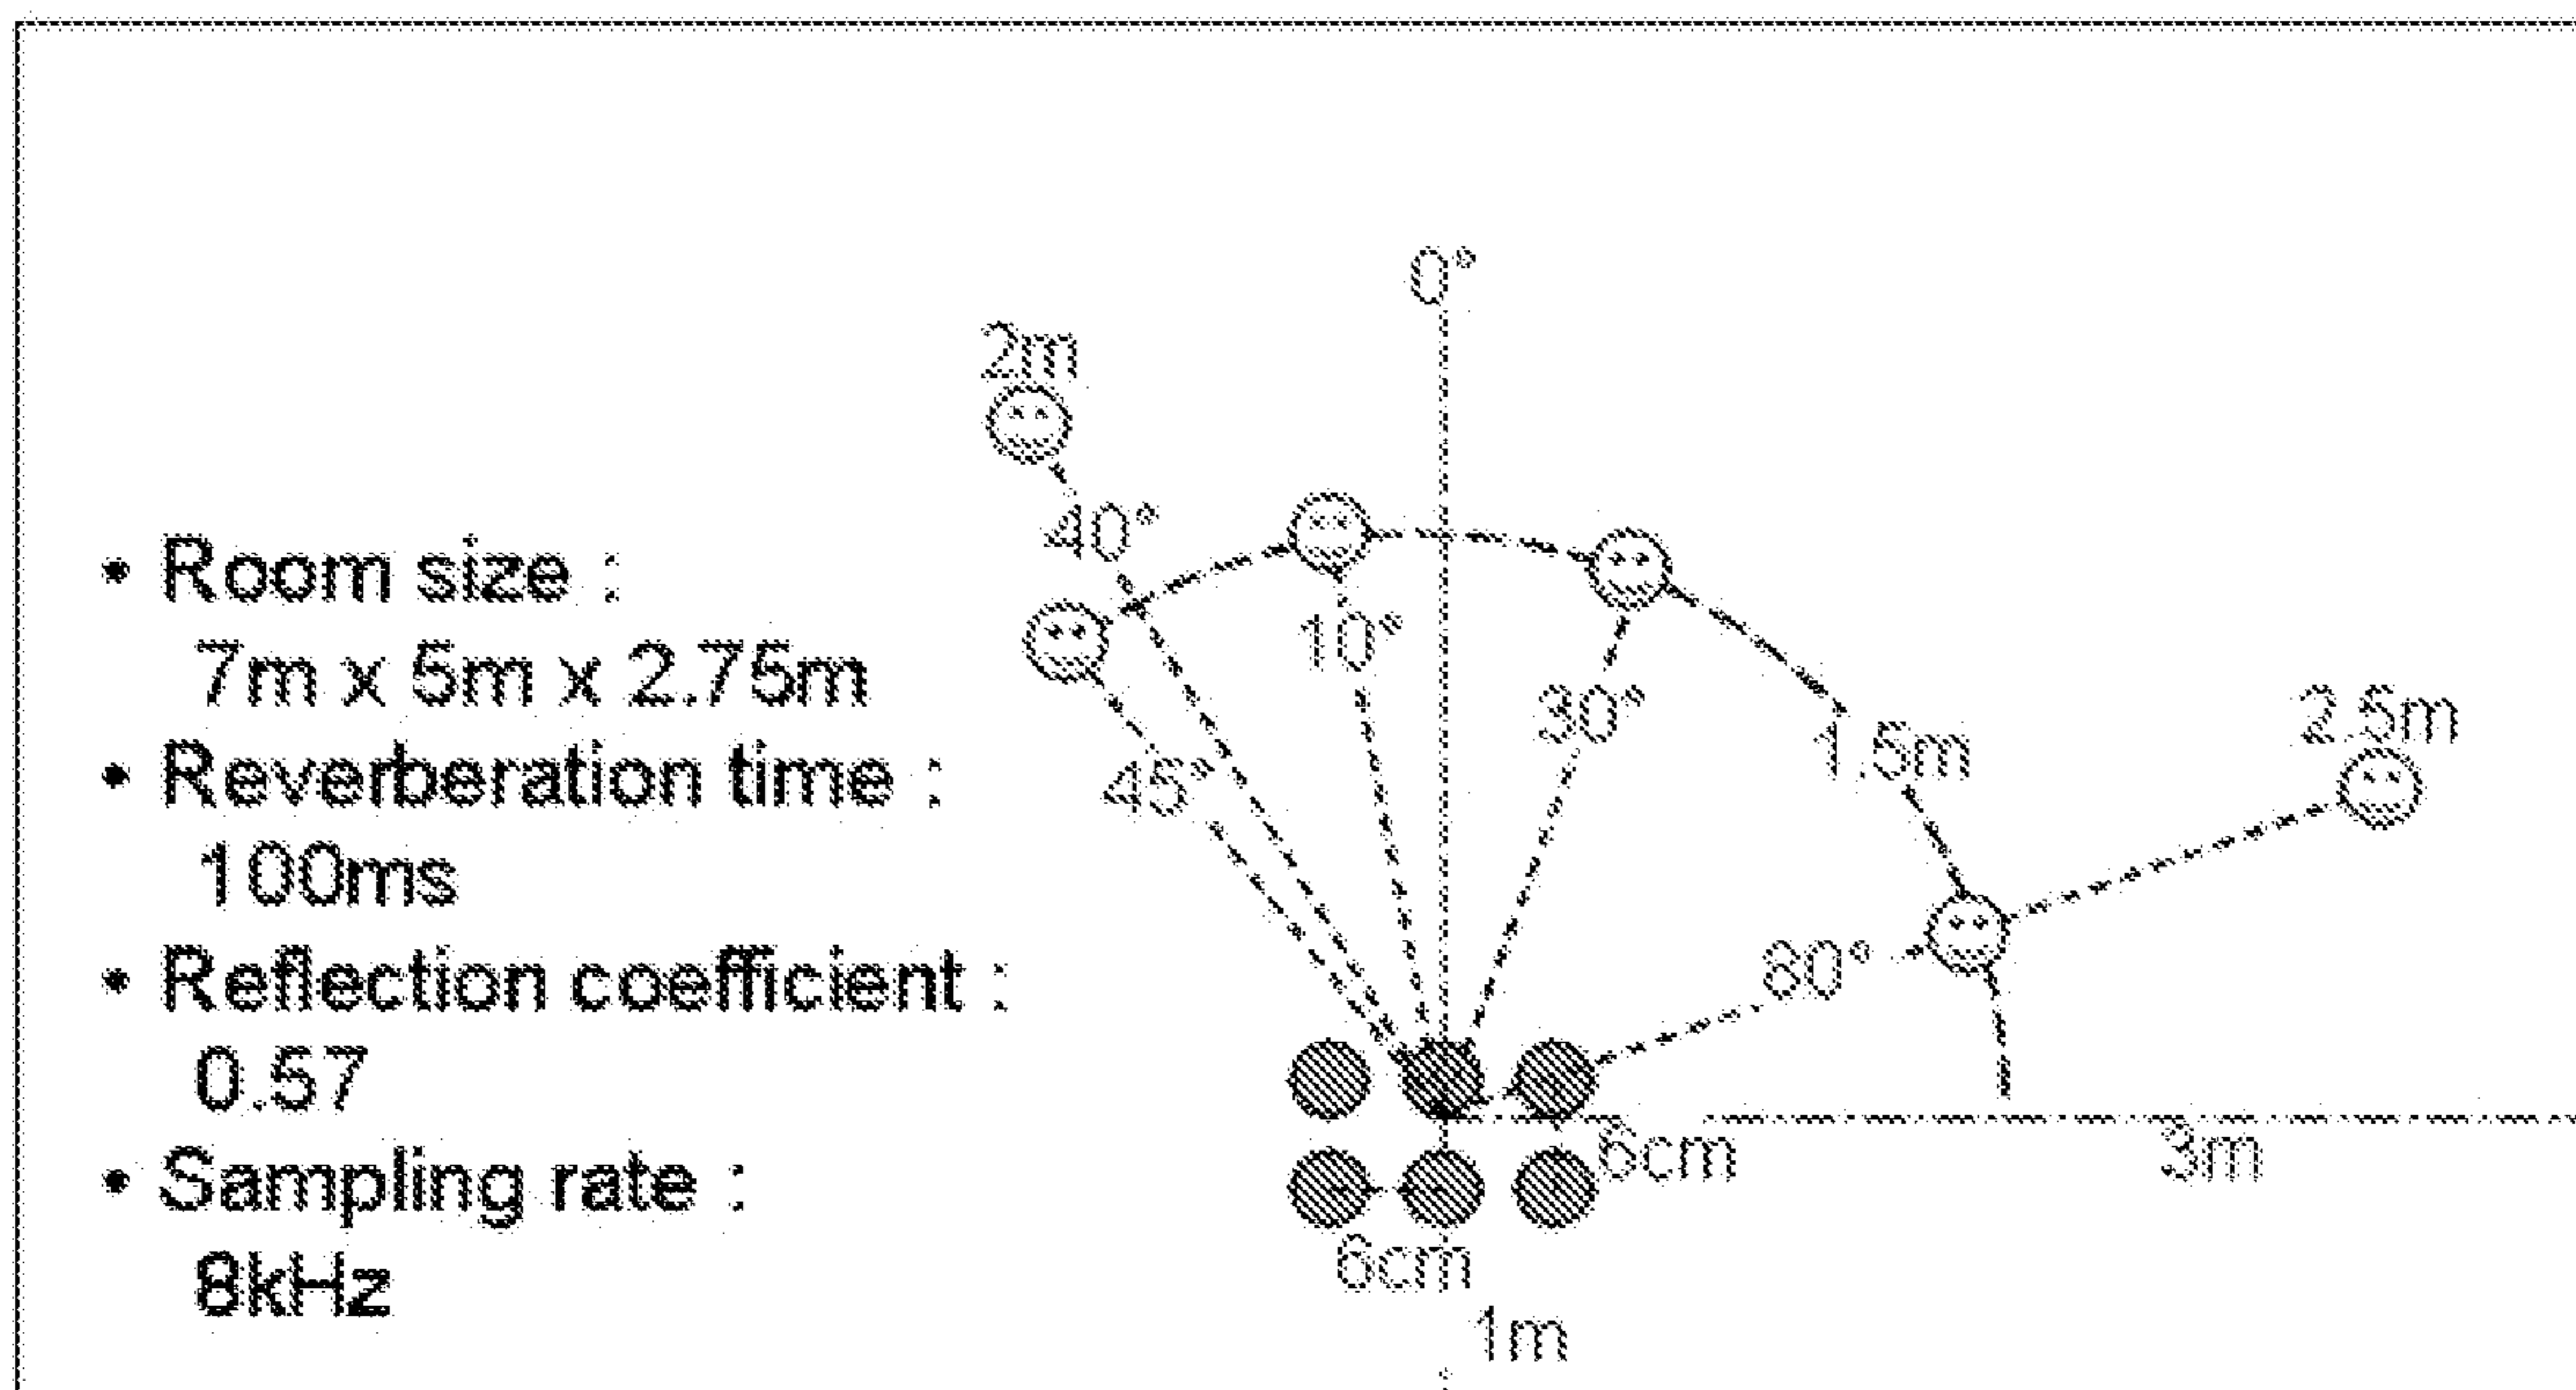 0°
2m
40°
• Room size :
7m x 5m x 2.75m
10°
30°
2.5m
1.5m
• Reverberation time :
45°
100ms
60°
• Reflection coefficient :
0.57
6cm
3m
• Sampling rate :
6cm
8kHz
1m